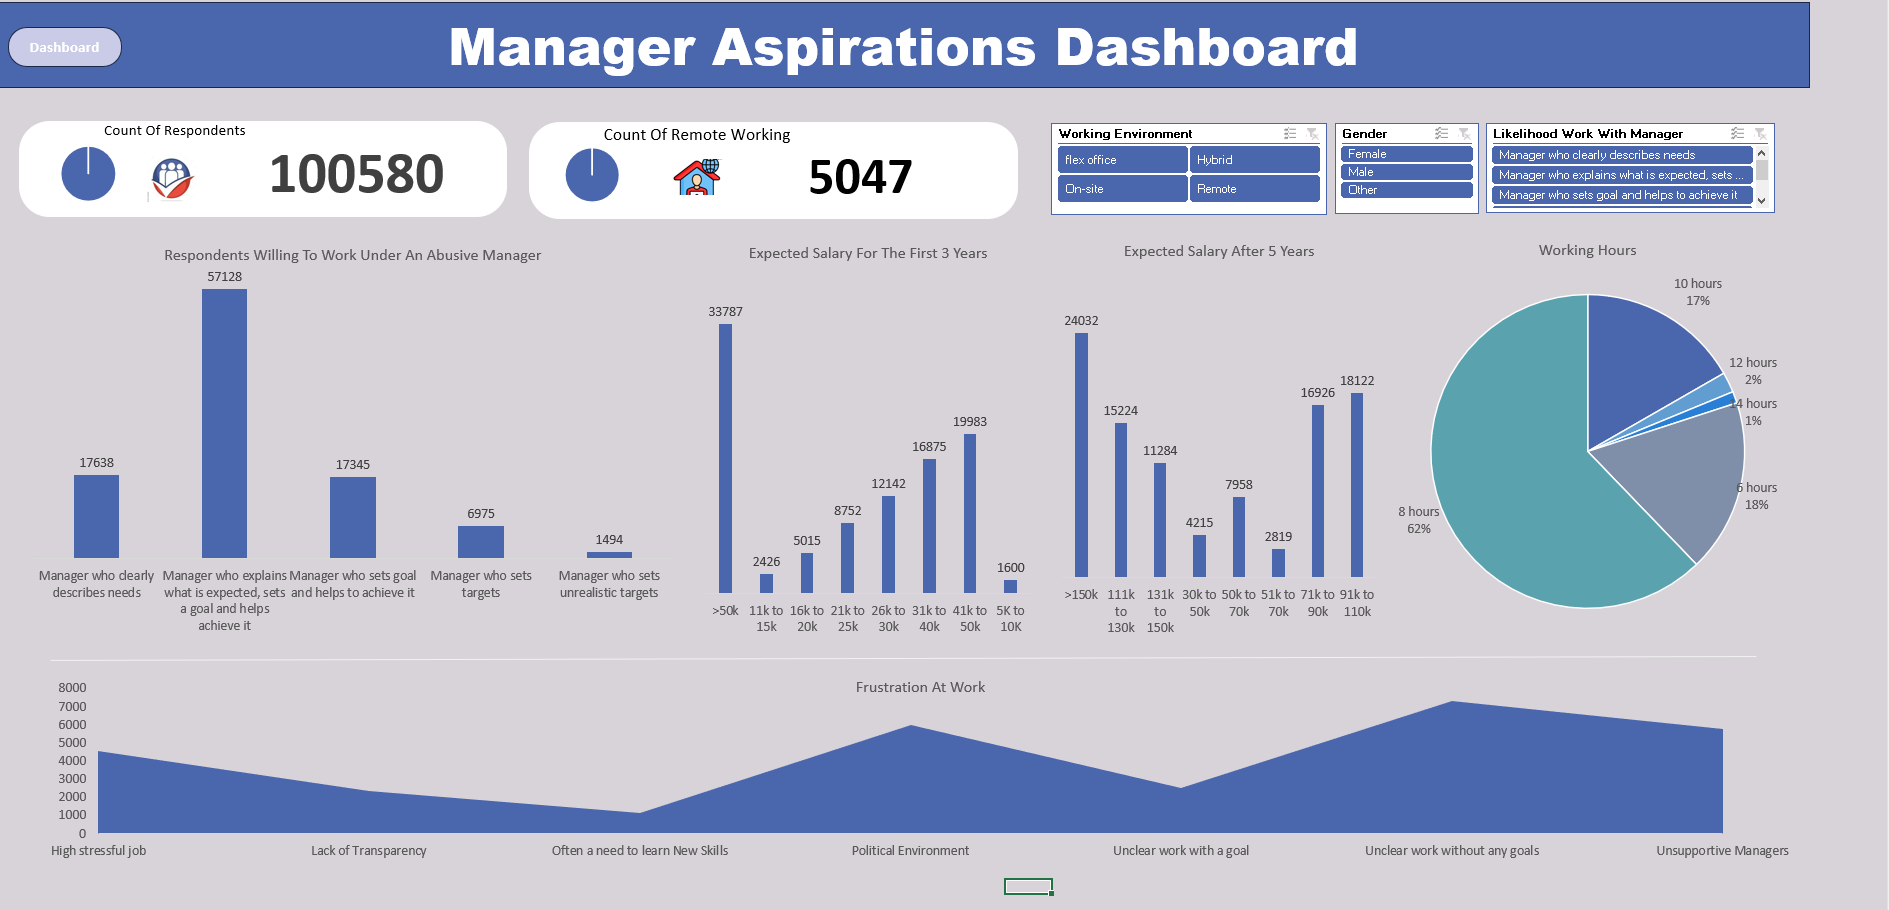 Dashboard
Manager Aspirations Dashboard
Count Of Respondents
100580
Count Of Remote Working
5047
Working Environment
flex office
Hybrid
On-site
Remote
Gender
Female
Male
Other
Likelihood Work With Manager
Manager who clearly describes needs
Manager who explains what is expected, sets ...
Manager who sets goal and helps to achieve it
Respondents Willing To Work Under An Abusive Manager
57128
17638
17345
6975
1494
Manager who clearly
describes needs
Manager who explains
what is expected, sets
a goal and helps
achieve it
Manager who sets goal
and helps to achieve it
Manager who sets
targets
Manager who sets
unrealistic targets
Expected Salary For The First 3 Years
33787
2426
5015
8752
12142
16875
19983
1600
>50k
11k to
15k
16k to
20k
21k to
25k
26k to
30k
31k to
40k
41k to
50k
5K to
10K
Expected Salary After 5 Years
24032
15224
11284
4215
7958
2819
16926
18122
>150k
111k
to
130k
131k
to
150k
30k to
50k
50k to
70k
51k to
70k
71k to
90k
91k to
110k
Working Hours
10 hours
17%
12 hours
2%
14 hours
1%
6 hours
18%
8 hours
62%
Frustration At Work
8000
7000
6000
5000
4000
3000
2000
1000
0
High stressful job
Lack of Transparency
Often a need to learn New Skills
Political Environment
Unclear work with a goal
Unclear work without any goals
Unsupportive Managers